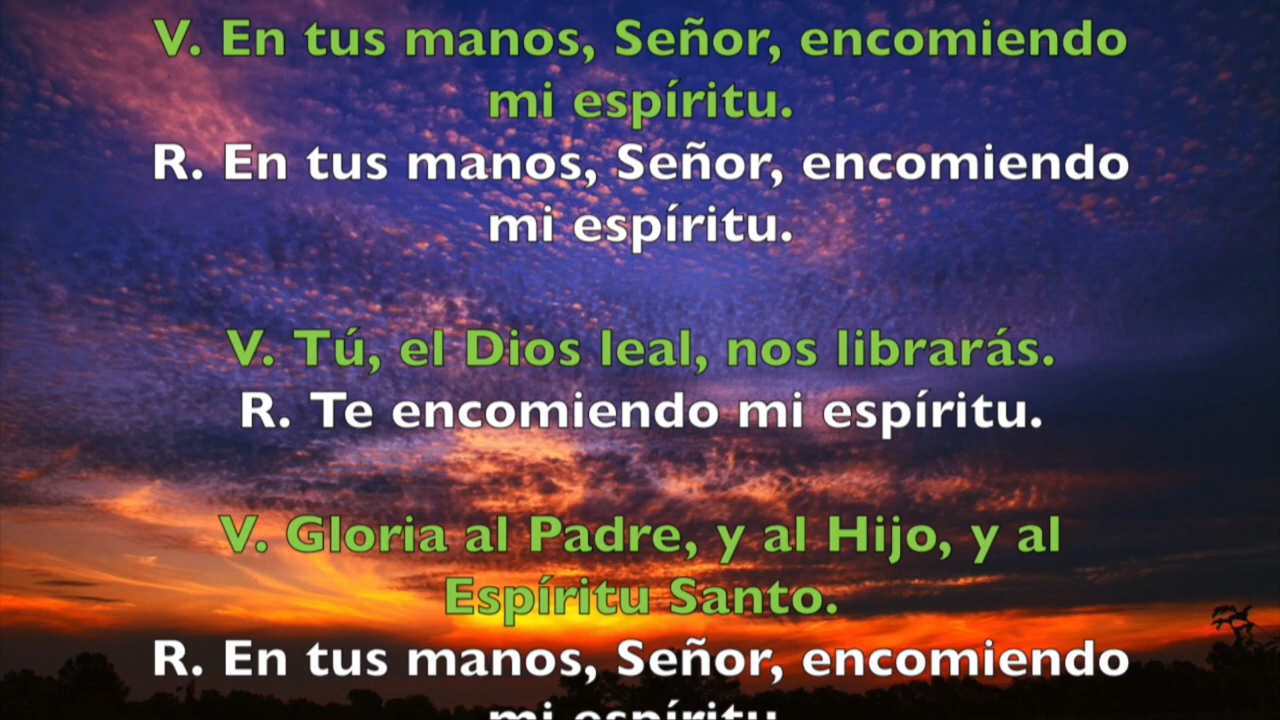 V. En tus manos, Señor, encomiendo
mi espíritu.
R. En tus manos, Señor, encomiendo
mi espíritu.
V. Tú, el Dios leal, nos librarás.
R. Te encomiendo mi espíritu.
V. Gloria al Padre, y al Hijo, y al
Espíritu Santo.
R. En tus manos, Señor, encomiendo
mi espíritu.